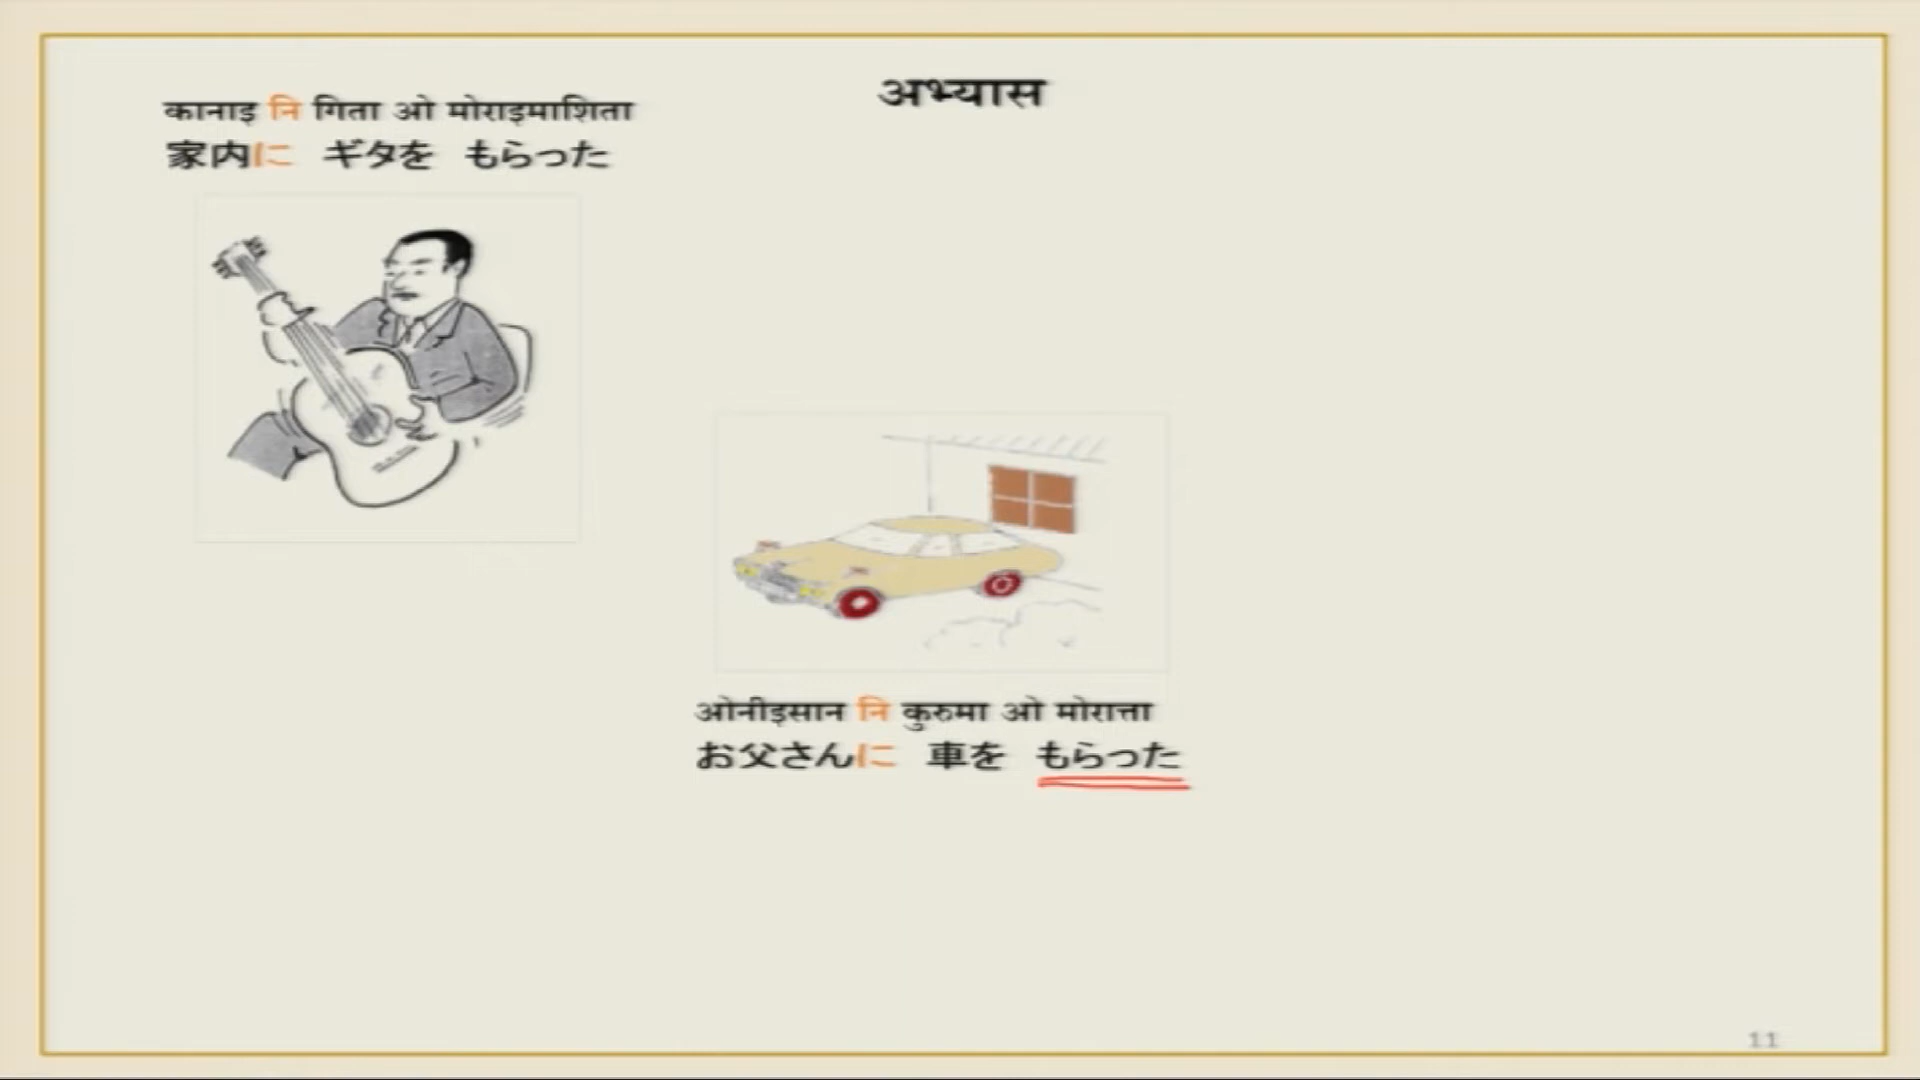 अभ्यास
कानाइ नि गिता ओ मोराइमाशिता
家内に ギタを もらった
ओनीइसान नि कुरुमा ओ मोरात्ता
お父さんに 車を もらった
11